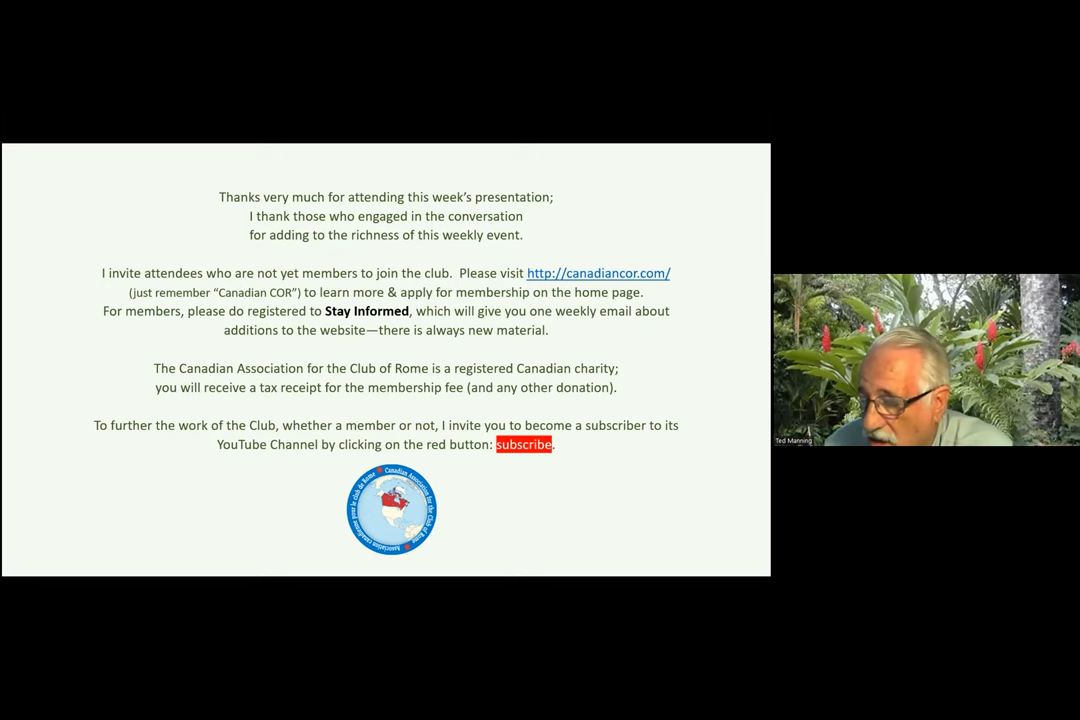 Thanks very much for attending this week's presentation;
I thank those who engaged in the conversation
for adding to the richness of this weekly event.
I invite attendees who are not yet members to join the club.  Please visit http://canadiancor.com/
(just remember “Canadian COR”) to learn more & apply for membership on the home page.
For members, please do registered to Stay Informed, which will give you one weekly email about
additions to the website—there is always new material.
The Canadian Association for the Club of Rome is a registered Canadian charity;
you will receive a tax receipt for the membership fee (and any other donation).
To further the work of the Club, whether a member or not, I invite you to become a subscriber to its
YouTube Channel by clicking on the red button: subscribe.
Canadian Association for the Club of Rome
Association canadienne pour le club de Rome
Ted Manning